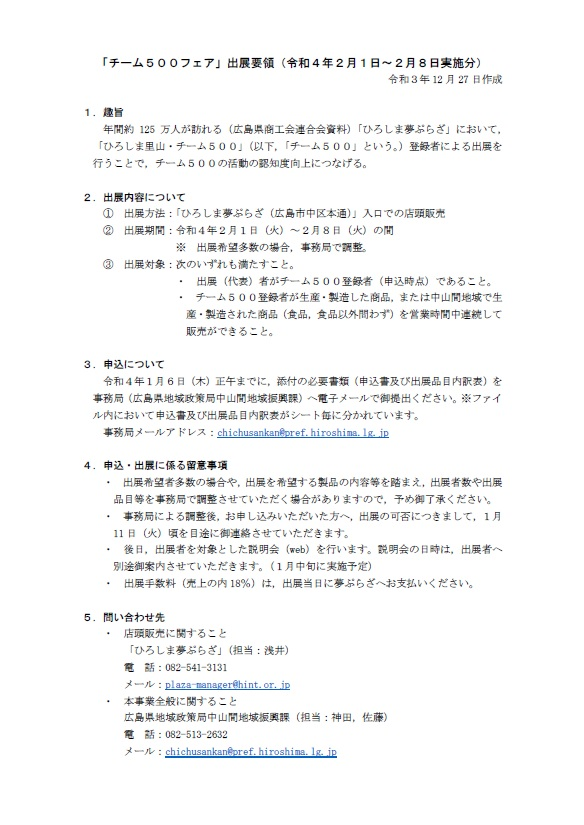 「チーム５００フェア」出展要領（令和４年２月１日～２月８日実施分）
令和３年12月27日作成
１．趣旨
年間約 125 万人が訪れる（広島県商工会連合会資料）「ひろしま夢ぷらざ」において，
「ひろしま里山・チーム５００」（以下，「チーム５００」という。）登録者による出展を
行うことで，チーム５００の活動の認知度向上につなげる。
２．出展内容について
① 出展方法：「ひろしま夢ぷらざ（広島市中区本通）」入口での店頭販売
② 出展期間：令和４年２月１日（火）～２月８日（火）の間
※ 出展希望多数の場合，事務局で調整。
③ 出展対象：次のいずれも満たすこと。
・ 出展（代表）者がチーム５００登録者（申込時点）であること。
・ チーム５００登録者が生産・製造した商品，または中山間地域で生
産・製造された商品（食品，食品以外問わず）を営業時間中連続して
販売ができること。
３．申込について
令和４年１月６日（木）正午までに，添付の必要書類（申込書及び出展品目内訳表）を
事務局（広島県地域政策局中山間地域振興課）へ電子メールで御提出ください。※ファイ
ル内において申込書及び出展品目内訳表がシート毎に分かれています。
事務局メールアドレス：chichusankan@pref.hiroshima.lg.jp
４．申込・出展に係る留意事項
・ 出展希望者多数の場合や，出展を希望する製品の内容等を踏まえ，出展者数や出展
品目等を事務局で調整させていただく場合がありますので，予め御了承ください。
・ 事務局による調整後，お申し込みいただいた方へ，出展の可否につきまして，１月
11日（火）頃を目途に御連絡させていただきます。
・ 後日，出展者を対象とした説明会（web）を行います。説明会の日時は，出展者へ
別途御案内させていただきます。（１月中旬に実施予定）
・ 出展手数料（売上の内18％）は，出展当日に夢ぷらざへお支払いください。
５．問い合わせ先
・ 店頭販売に関すること
「ひろしま夢ぷらざ」（担当：浅井）
電 話：082-541-3131
メール：plaza-manager@hint.or.jp
・ 本事業全般に関すること
広島県地域政策局中山間地域振興課（担当：神田，佐藤）
電 話：082-513-2632
メール：chichusankan@pref.hiroshima.lg.jp